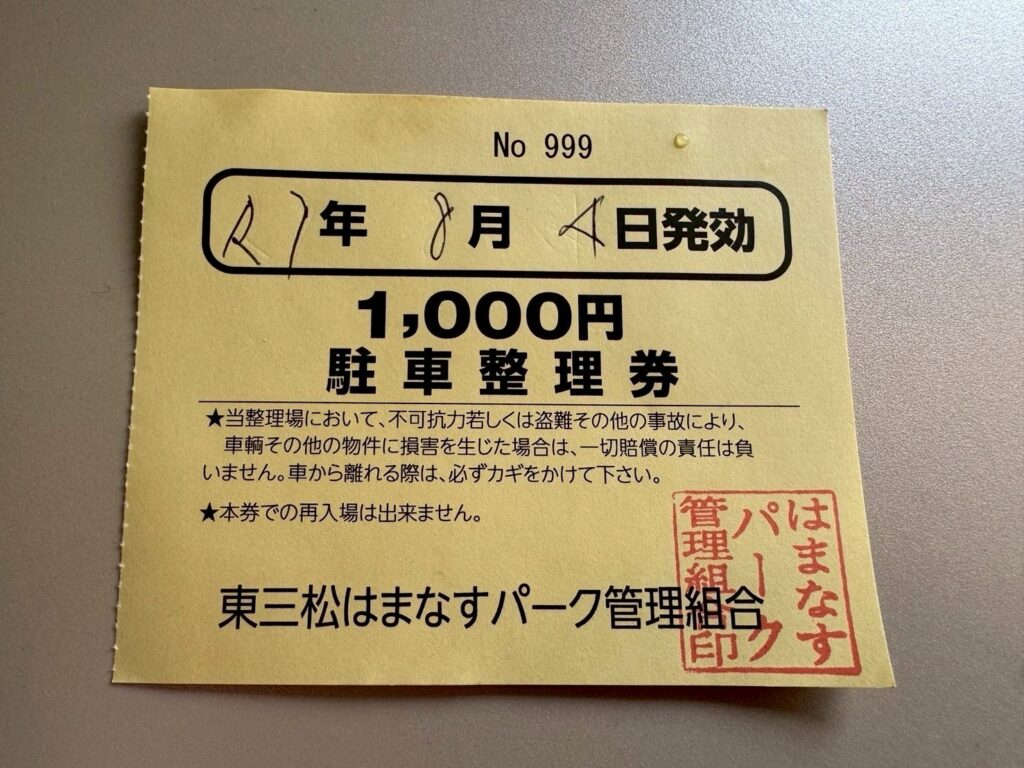 No 999
R7年 8月 4日発効
1,000円
駐車整理券
★当整理場において、不可抗力若しくは盗難その他の事故により、
車輌その他の物件に損害を生じた場合は、一切賠償の責任は負
いません。車から離れる際は、必ずカギをかけて下さい。
★本券での再入場は出来ません。
東三松はまなすパーク管理組合
はまなす
パーク
管理組合印